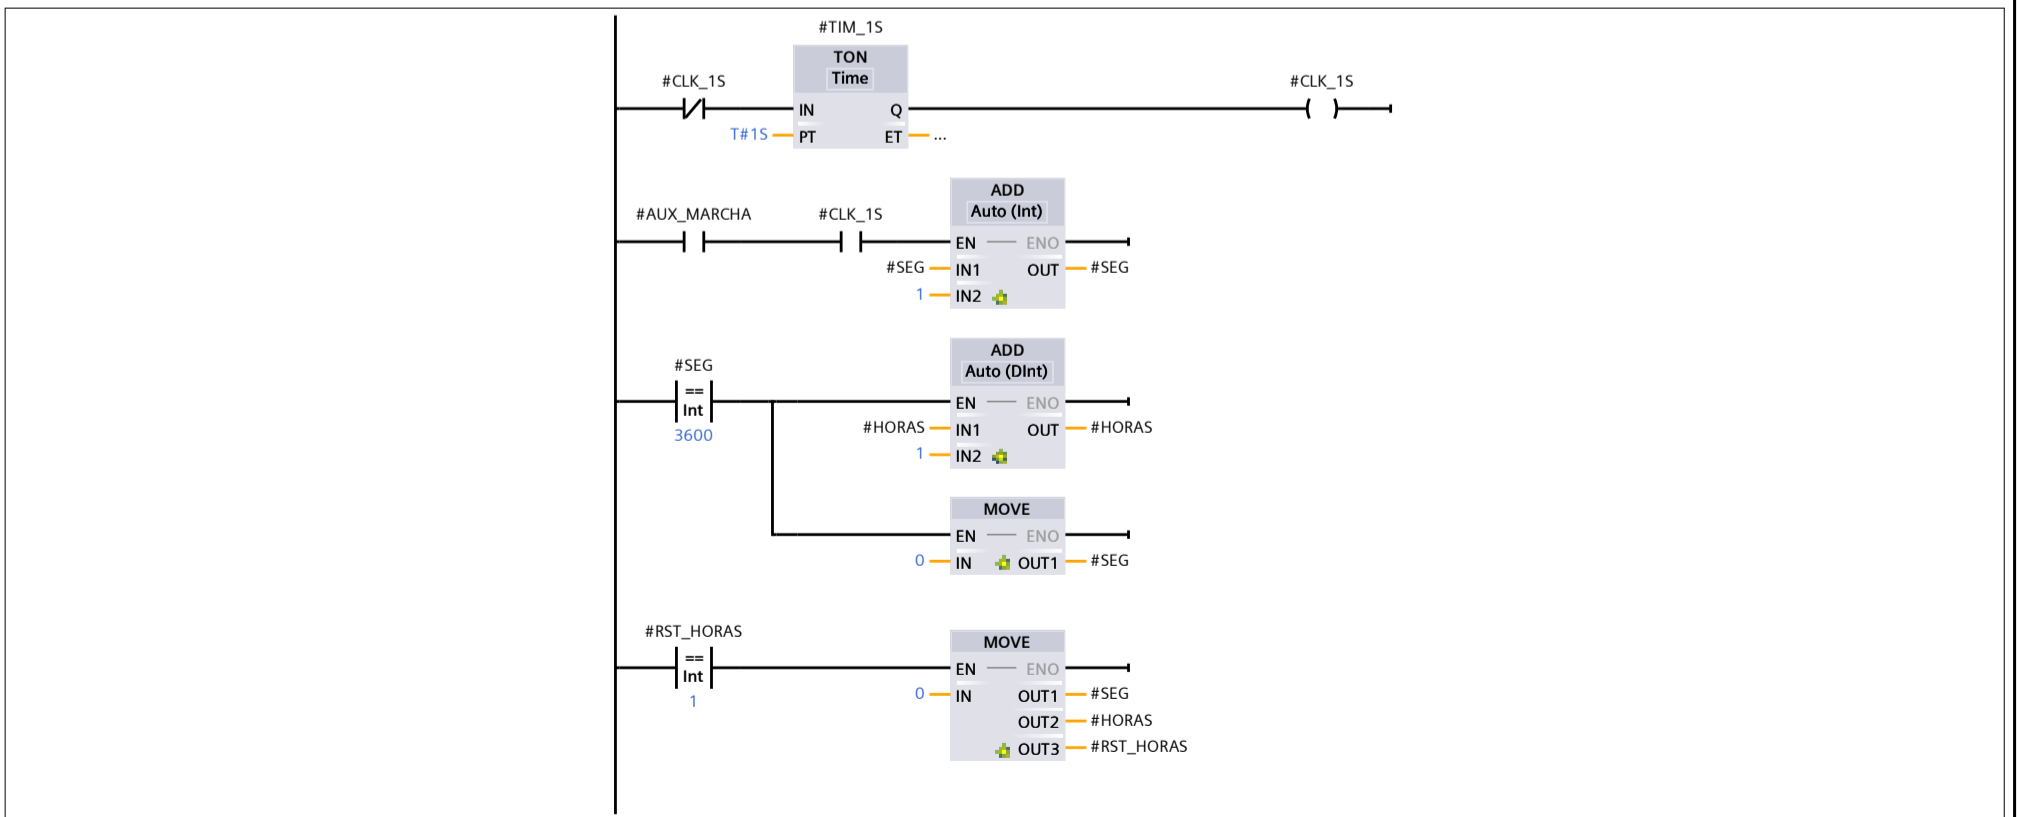 #TIM_1S
TON
Time
#CLK_1S
#CLK_1S
IN Q
T#1S PT ET ...
ADD
Auto (Int)
#AUX_MARCHA #CLK_1S
EN ENO
#SEG IN1 OUT #SEG
1 IN2
ADD
Auto (DInt)
#SEG
==
Int
3600
EN ENO
#HORAS IN1 OUT #HORAS
1 IN2
MOVE
EN ENO
0 IN OUT1 #SEG
#RST_HORAS
==
Int
1
MOVE
EN ENO
0 IN OUT1 #SEG
OUT2 #HORAS
OUT3 #RST_HORAS